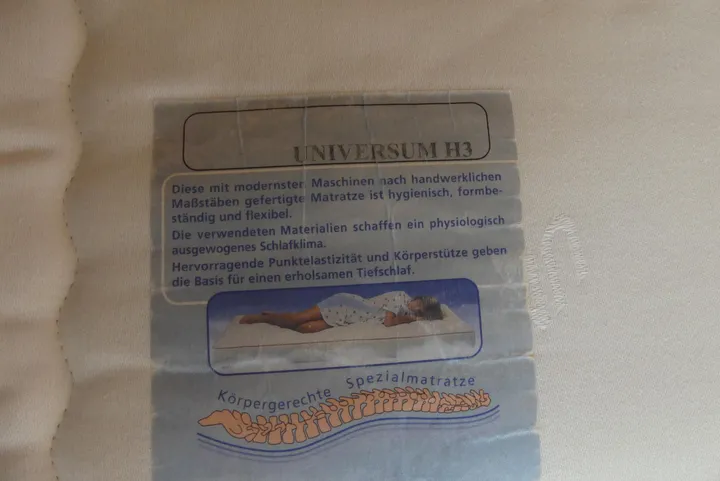 UNIVERSUM H3
Diese mit modernsten Maschinen nach handwerklichen
Maßstäben gefertigte Matratze ist hygienisch, formbe-
ständig und flexibel.
Die verwendeten Materialien schaffen ein physiologisch
ausgewogenes Schlafklima.
Hervorragende Punktelastizität und Körperstütze geben
die Basis für einen erholsamen Tiefschlaf.
Körpergerechte Spezialmatratze